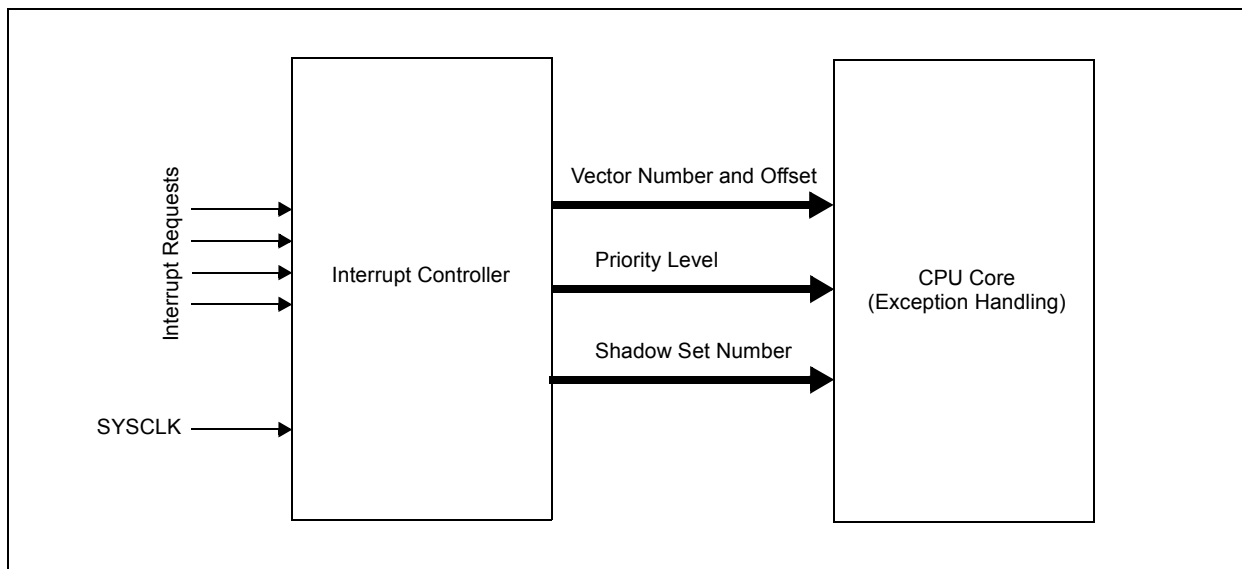 Interrupt Requests
SYSCLK
Interrupt Controller
Vector Number and Offset
Priority Level
Shadow Set Number
CPU Core
(Exception Handling)